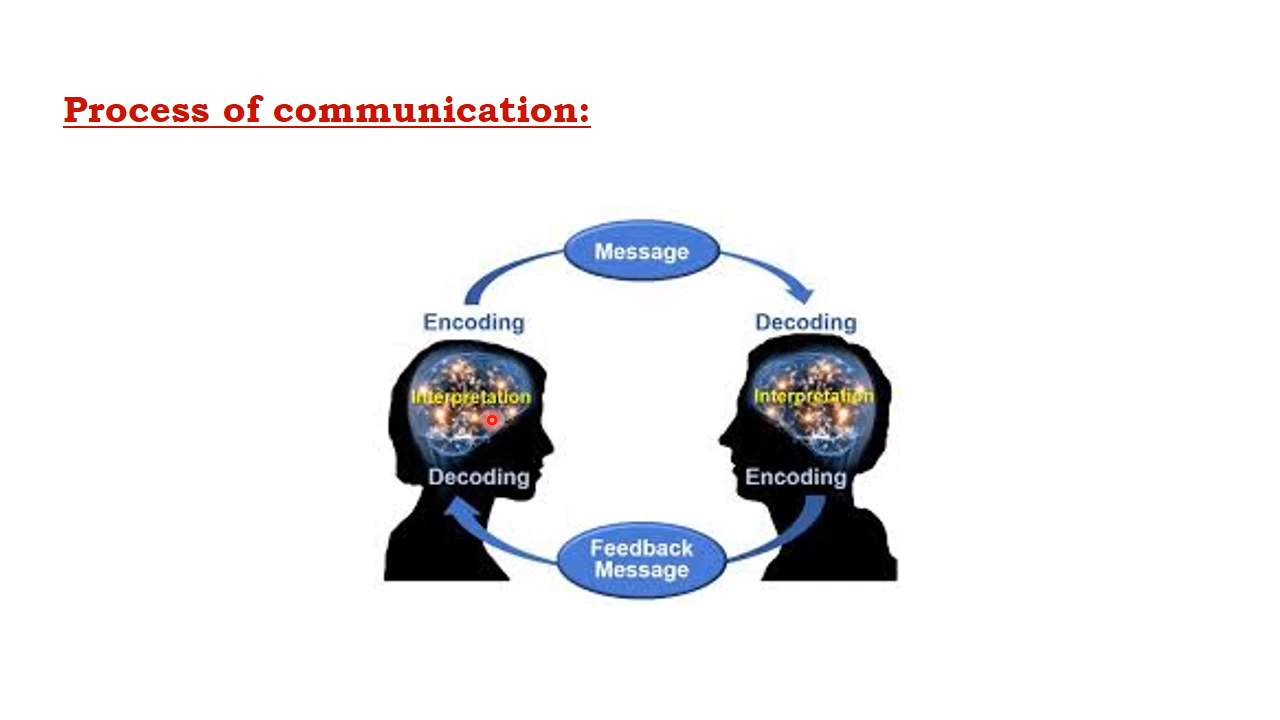 Process of communication:
Message
Encoding
Decoding
Interpretation
Interpretation
Decoding
Encoding
Feedback
Message